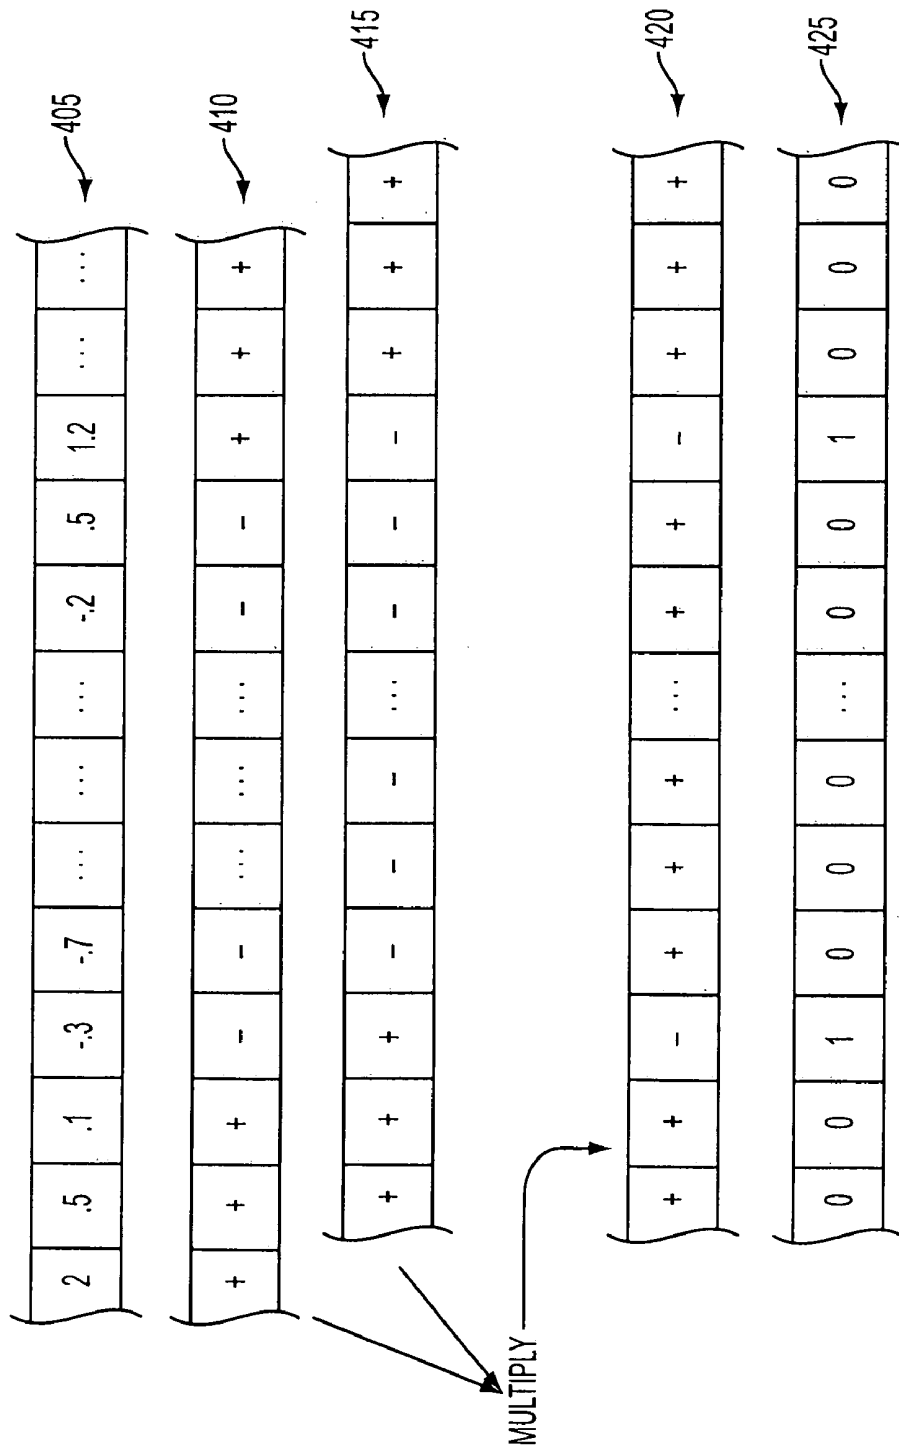 2 .5 .1 -.3 -.7 ... ... ... -.2 .5 1.2 ... ... 405
+ + + - - .... .... .... - - + + + 410
+ + + - - - .... - - - + + + 415
MULTIPLY
+ + - + + + .... + + - + + + 420
0 0 1 0 0 0 ... 0 0 1 0 0 0 425